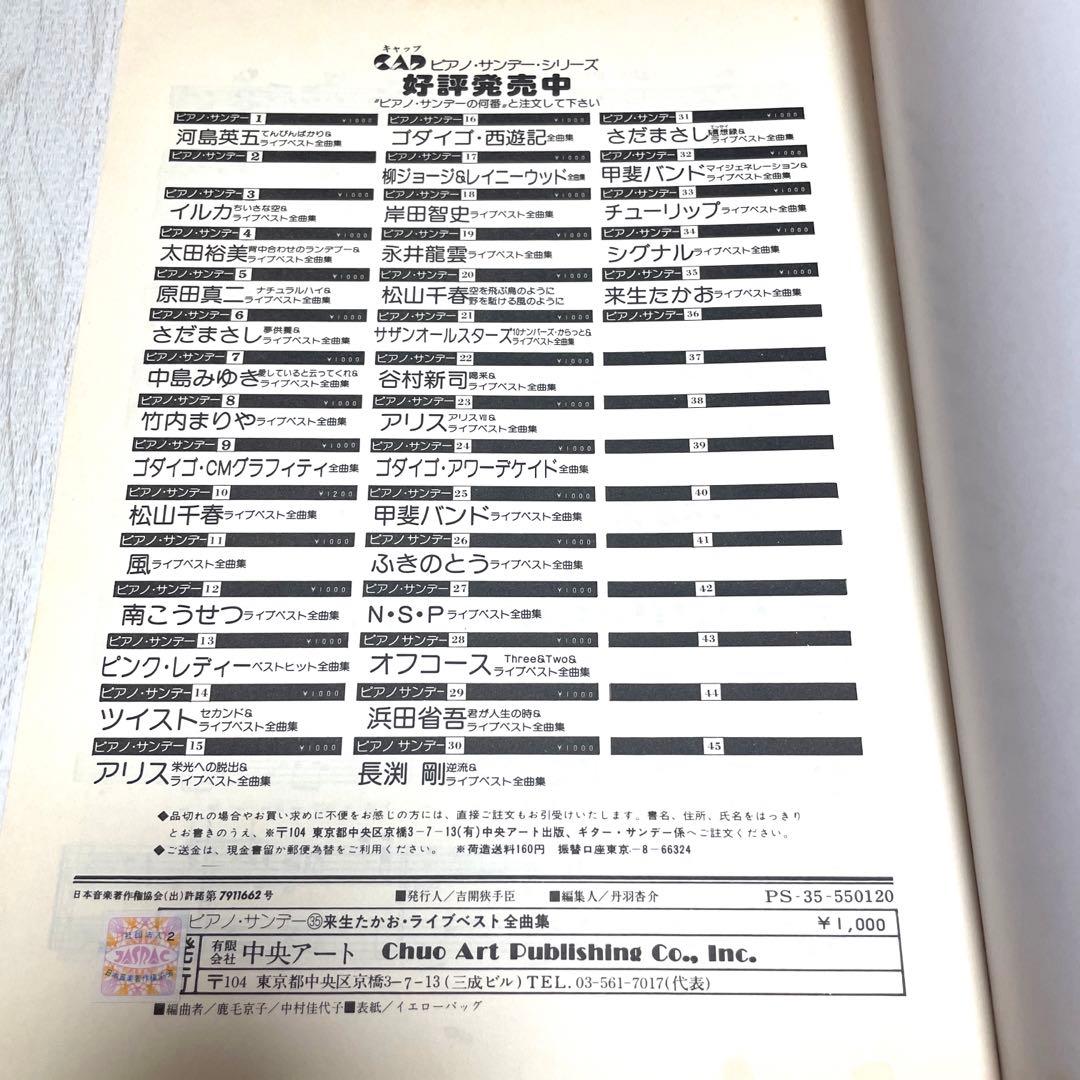 キャップ
CAP ピアノ・サンデー・シリーズ
好評発売中
"ピアノ・サンデーの何番"と注文して下さい
ピアノ・サンデー 1 ¥1000
河島英五 てんびんばかり& ライブベスト全曲集
ピアノ・サンデー 2
ピアノ・サンデー 3 ¥1000
イルカ ちいさな空& ライブベスト全曲集
ピアノ・サンデー 4 ¥1000
太田裕美 背中合わせのランデブー& ライブベスト全曲集
ピアノ・サンデー 5 ¥1000
原田真二 ナチュラルハイ& ライブベスト全曲集
ピアノ・サンデー 6 ¥1000
さだまさし 夢供養& ライブベスト全曲集
ピアノ・サンデー 7 ¥1000
中島みゆき 愛していると云ってくれ& ライブベスト全曲集
ピアノ・サンデー 8 ¥1000
竹内まりや ライブベスト全曲集
ピアノ・サンデー 9 ¥1000
ゴダイゴ・CMグラフィティ 全曲集
ピアノ・サンデー 10 ¥1200
松山千春 ライブベスト全曲集
ピアノ・サンデー 11 ¥1000
風 ライブベスト全曲集
ピアノ・サンデー 12 ¥1000
南こうせつ ライブベスト全曲集
ピアノ・サンデー 13 ¥1000
ピンク・レディー ベストヒット全曲集
ピアノ・サンデー 14 ¥1000
ツイスト セカンド& ライブベスト全曲集
ピアノ・サンデー 15 ¥1000
アリス 栄光への脱出& ライブベスト全曲集
ピアノ・サンデー 16 ¥1000
ゴダイゴ・西遊記 全曲集
ピアノ・サンデー 17 ¥1000
柳ジョージ&レイニーウッド 全曲集
ピアノ・サンデー 18 ¥1000
岸田智史 ライブベスト全曲集
ピアノ・サンデー 19 ¥1000
永井龍雲 ライブベスト全曲集
ピアノ・サンデー 20 ¥1000
松山千春 空を飛ぶ鳥のように 野を駈ける風のように
ピアノ・サンデー 21 ¥1000
サザンオールスターズ 10ナンバーズ・からっと& ライブベスト全曲集
ピアノ・サンデー 22 ¥1000
谷村新司 喝来& ライブベスト全曲集
ピアノ・サンデー 23 ¥1000
アリス アリスⅦ& ライブベスト全曲集
ピアノ・サンデー 24 ¥1000
ゴダイゴ・アワーデケイド 全曲集
ピアノ・サンデー 25 ¥1000
甲斐バンド ライブベスト全曲集
ピアノ・サンデー 26 ¥1000
ふきのとう ライブベスト全曲集
ピアノ・サンデー 27 ¥1000
N・S・P ライブベスト全曲集
ピアノ・サンデー 28 ¥1000
オフコース Three&Two& ライブベスト全曲集
ピアノサンデー 29 ¥1000
浜田省吾 君が人生の時& ライブベスト全曲集
ピアノ サンデー 30 ¥1000
長渕 剛 逆流& ライブベスト全曲集
ピアノ・サンデー 31 ¥1000
さだまさし 想録& ライブベスト全曲集
ピアノ・サンデー 32 ¥1000
甲斐バンド マイジェネレーション& ライブベスト全曲集
ピアノ・サンデー 33 ¥1000
チューリップ ライブベスト全曲集
ピアノ・サンデー 34 ¥1000
シグナル ライブベスト全曲集
ピアノ・サンデー 35 ¥1000
来生たかお ライブベスト全曲集
ピアノ・サンデー 36
37
38
39
40
41
42
43
44
45
◆品切れの場合やお買い求めに不便をお感じの方には、直接ご注文もお引受けいたします。書名、住所、氏名をはっきり
とお書きのうえ、※〒104 東京都中央区京橋3-7-13(有)中央アート出版、ギター・サンデー係へご注文ください。
◆ご送金は、現金書留か郵便為替をご利用ください。 ※荷造送料160円 振替口座東京-8-66324
日本音楽著作権協会(出)許諾第7911662号 ■発行人/吉開狭手臣 ■編集人/丹羽杏介 PS-35-550120
ピアノ・サンデー㉟来生たかお・ライブベスト全曲集 ¥1,000
社団法人 2
JASRAC
日本音楽著作権協会
発行
有限会社 中央アート Chuo Art Publishing Co., Inc.
〒104 東京都中央区京橋3-7-13(三成ビル)TEL.03-561-7017(代表)
■編曲者/鹿毛京子/中村佳代子■表紙/イエローバッグ